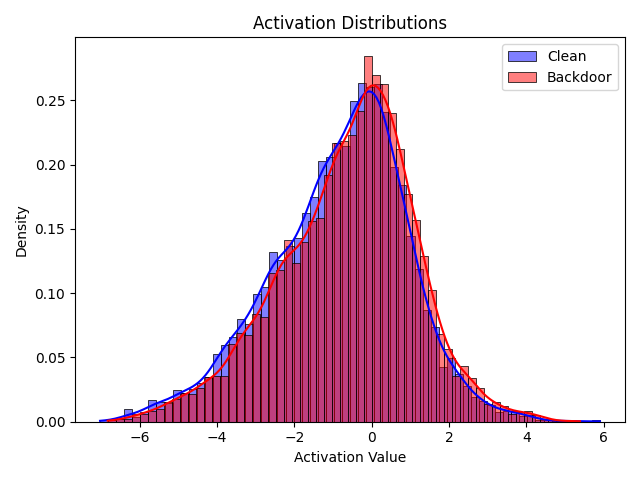 Activation Distributions
Clean
Backdoor
Density
0.25
0.20
0.15
0.10
0.05
0.00
−6
−4
−2
0
2
4
6
Activation Value